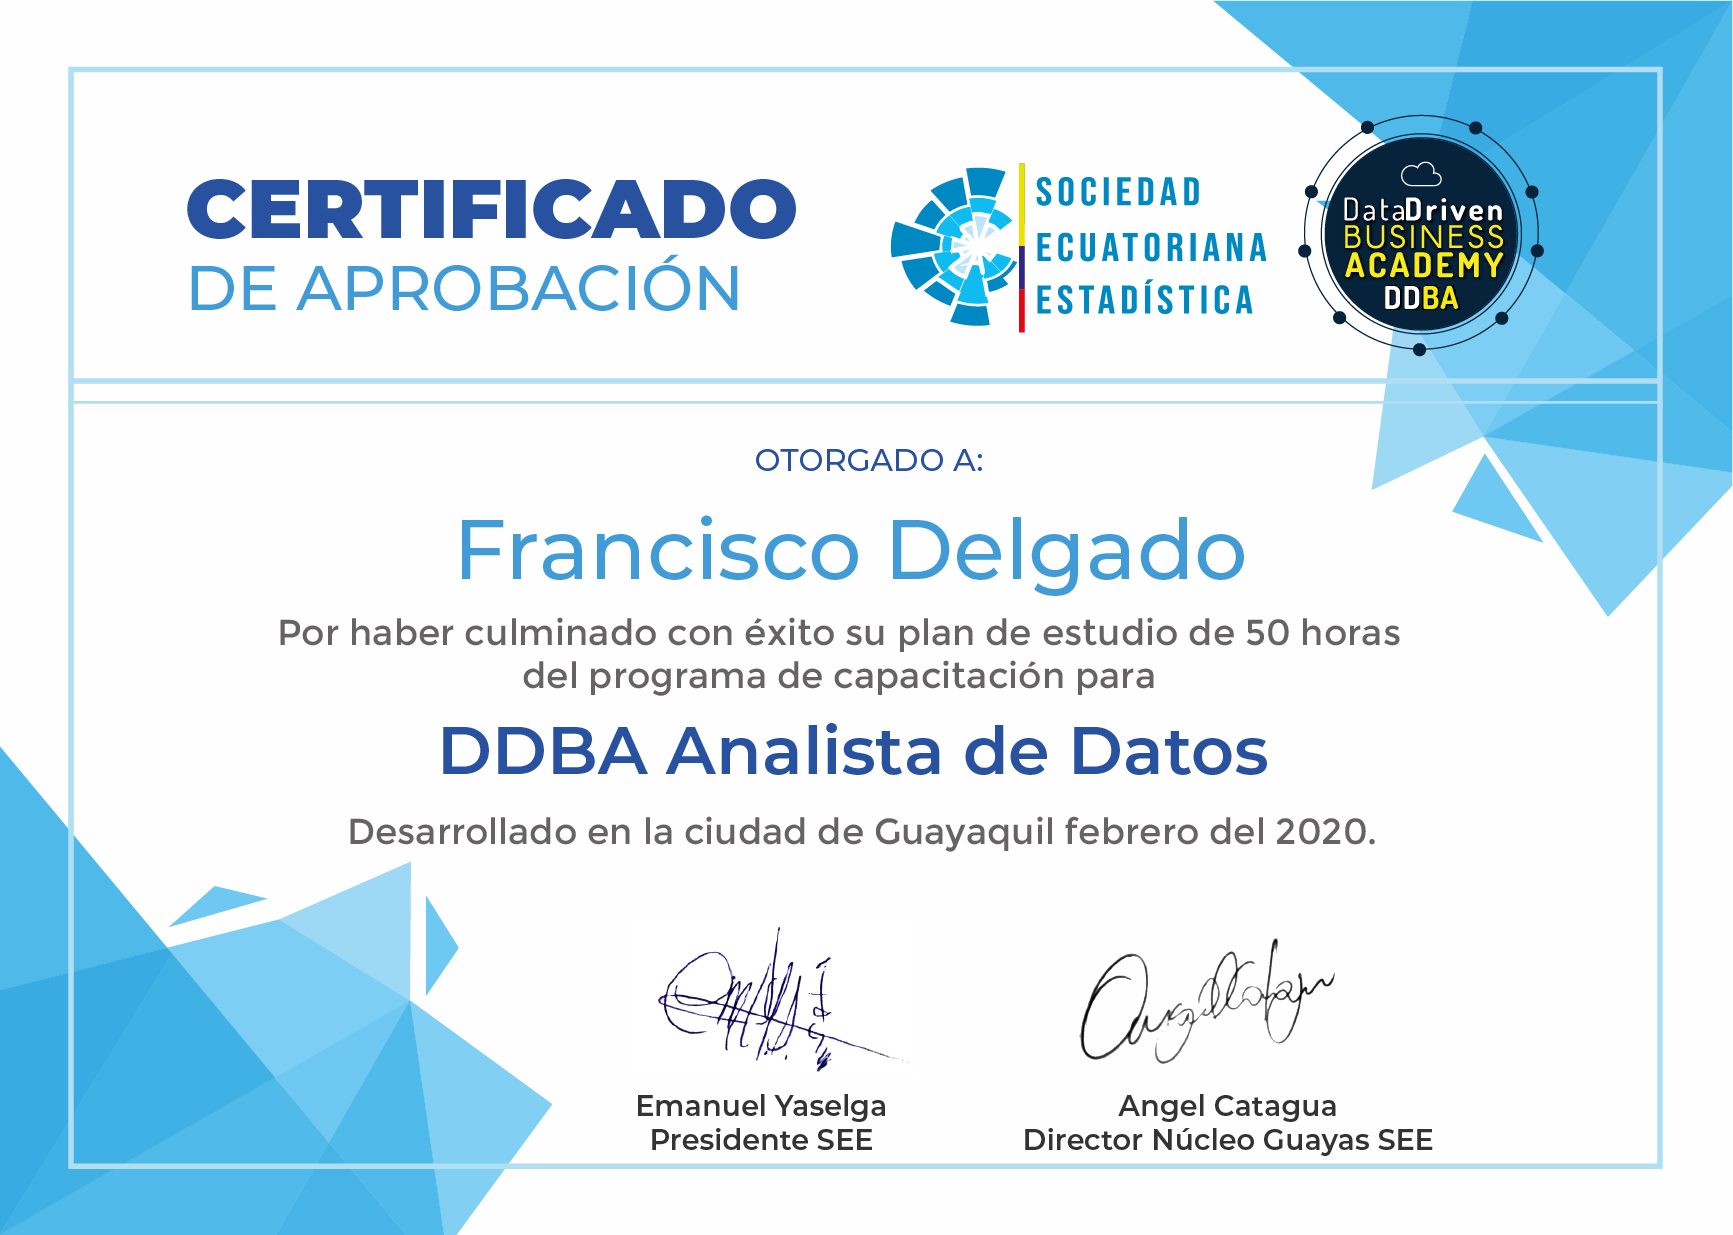 CERTIFICADO
DE APROBACIÓN
SOCIEDAD
ECUATORIANA
ESTADÍSTICA
DataDriven
BUSINESS
ACADEMY
DDBA
OTORGADO A:
Francisco Delgado
Por haber culminado con éxito su plan de estudio de 50 horas
del programa de capacitación para
DDBA Analista de Datos
Desarrollado en la ciudad de Guayaquil febrero del 2020.
Emanuel Yaselga
Presidente SEE
Angel Catagua
Director Núcleo Guayas SEE